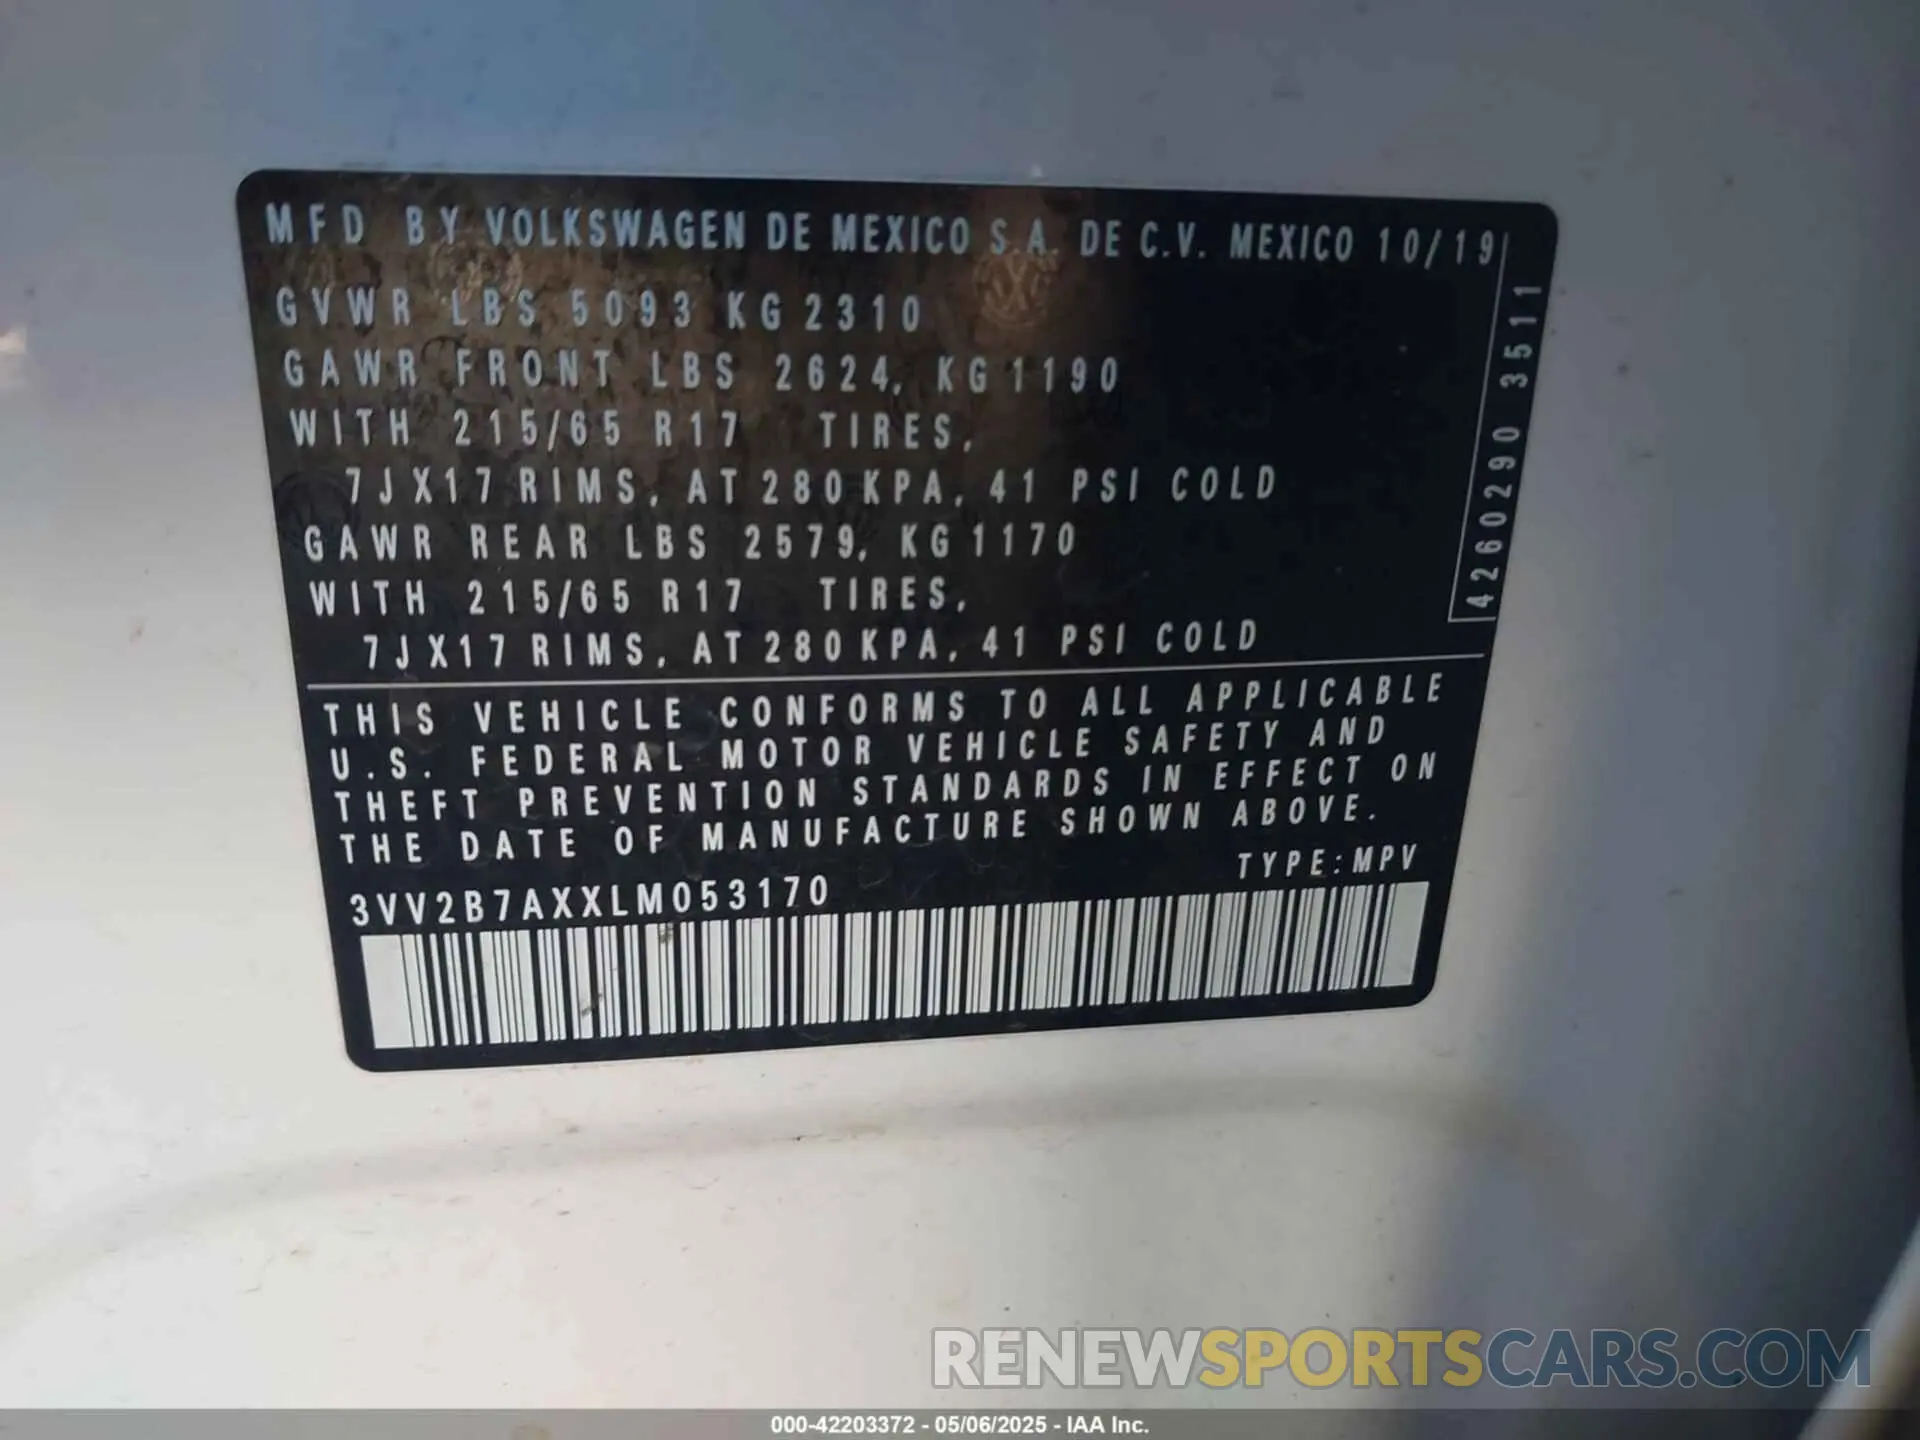 MFD BY VOLKSWAGEN DE MEXICO S.A. DE C.V. MEXICO 10/19
GVWR LBS 5093 KG 2310
GAWR FRONT LBS 2624, KG 1190
WITH 215/65 R17 TIRES,
7JX17 RIMS, AT 280 KPA, 41 PSI COLD
GAWR REAR LBS 2579, KG 1170
WITH 215/65 R17 TIRES,
7JX17 RIMS, AT 280 KPA, 41 PSI COLD
4260290 3511
THIS VEHICLE CONFORMS TO ALL APPLICABLE
U.S. FEDERAL MOTOR VEHICLE SAFETY AND
THEFT PREVENTION STANDARDS IN EFFECT ON
THE DATE OF MANUFACTURE SHOWN ABOVE.
TYPE: MPV
3VV2B7AXXLM053170
RENEWSPORTSCARS.COM
000-42203372 - 05/06/2025 - IAA Inc.